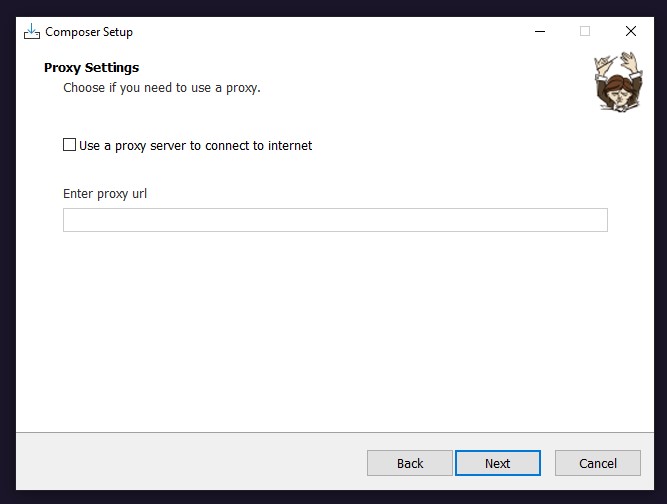 Composer Setup
Proxy Settings
Choose if you need to use a proxy.
Use a proxy server to connect to internet
Enter proxy url
Back
Next
Cancel